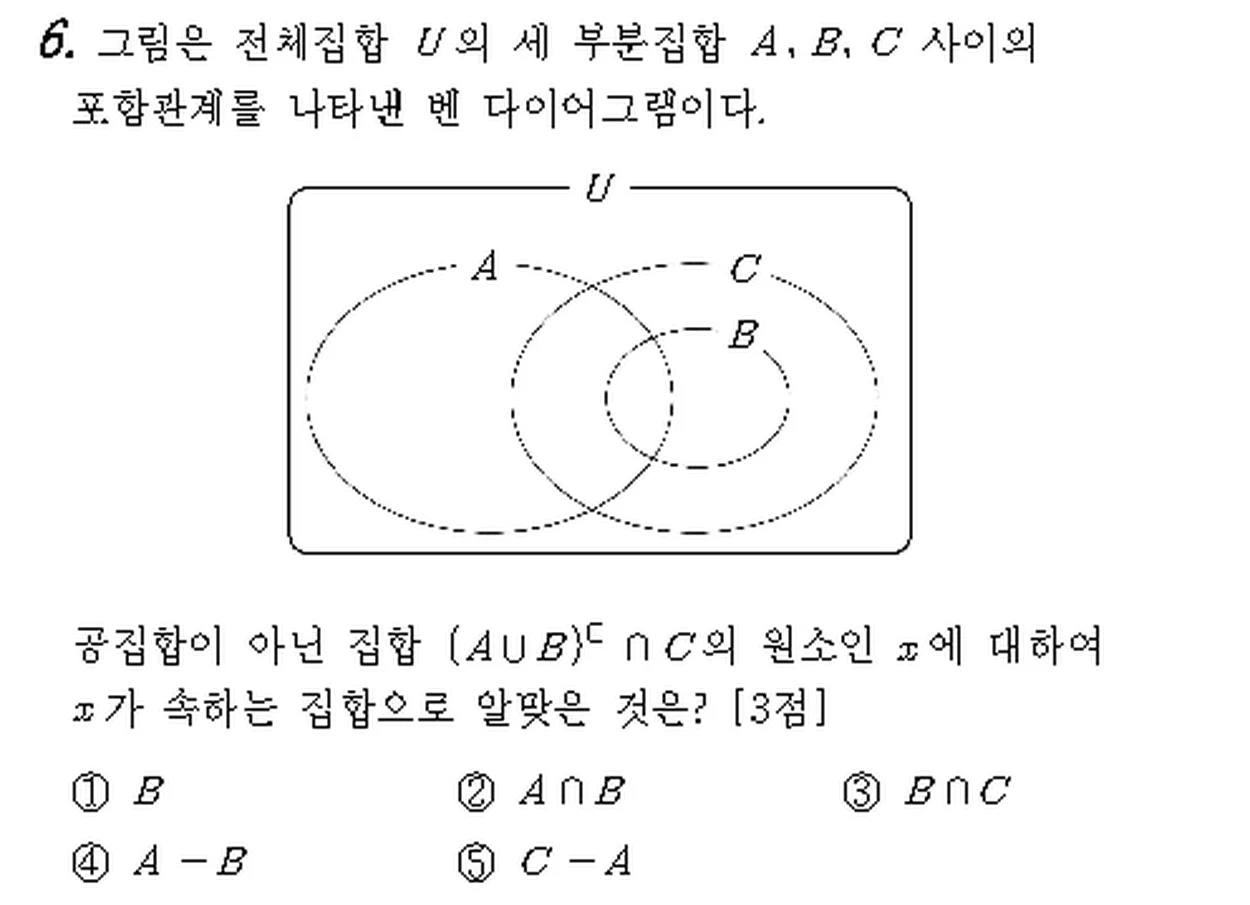 6. 그림은 전체집합 U의 세 부분집합 A, B, C 사이의
포함관계를 나타낸 벤 다이어그램이다.
U
A
C
B
공집합이 아닌 집합 (A∪B)ᶜ ∩ C의 원소인 x에 대하여
x가 속하는 집합으로 알맞은 것은? [3점]
① B ② A∩B ③ B∩C
④ A－B ⑤ C－A